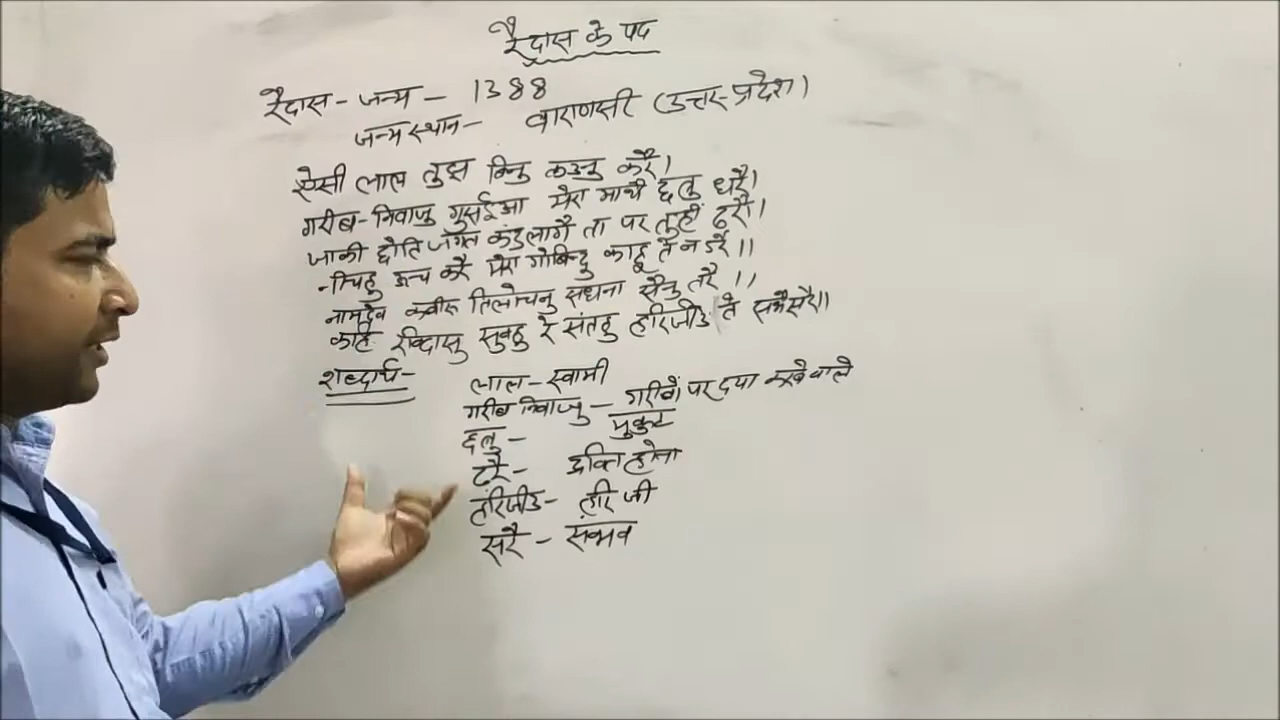 रैदास के पद
रैदास - जन्म - 1388
जन्म स्थान - वाराणसी (उत्तर-प्रदेश)
ऐसी लाल तुझ बिनु कउनु करै।
गरीब-निवाजु गुसईआ मेरा माथै छत्रु धरै।
जाकी छोति जगत कउ लागै ता पर तुहीं ढरै।
नीचहु ऊच करै मेरा गोबिन्दु काहू ते न डरै।।
नामदेव कबीरु तिलोचनु सधना सैनु तरै।।
कहि रविदासु सुनहु रे संतहु हरिजीउ ते सभैसरै।।
शब्दार्थ-
लाल - स्वामी
गरीब निवाजु - गरीबों पर दया करने वाले
छत्रु - मुकुट
ढरै - द्रवित होना
हरिजीउ - हरि जी
सरै - संभव